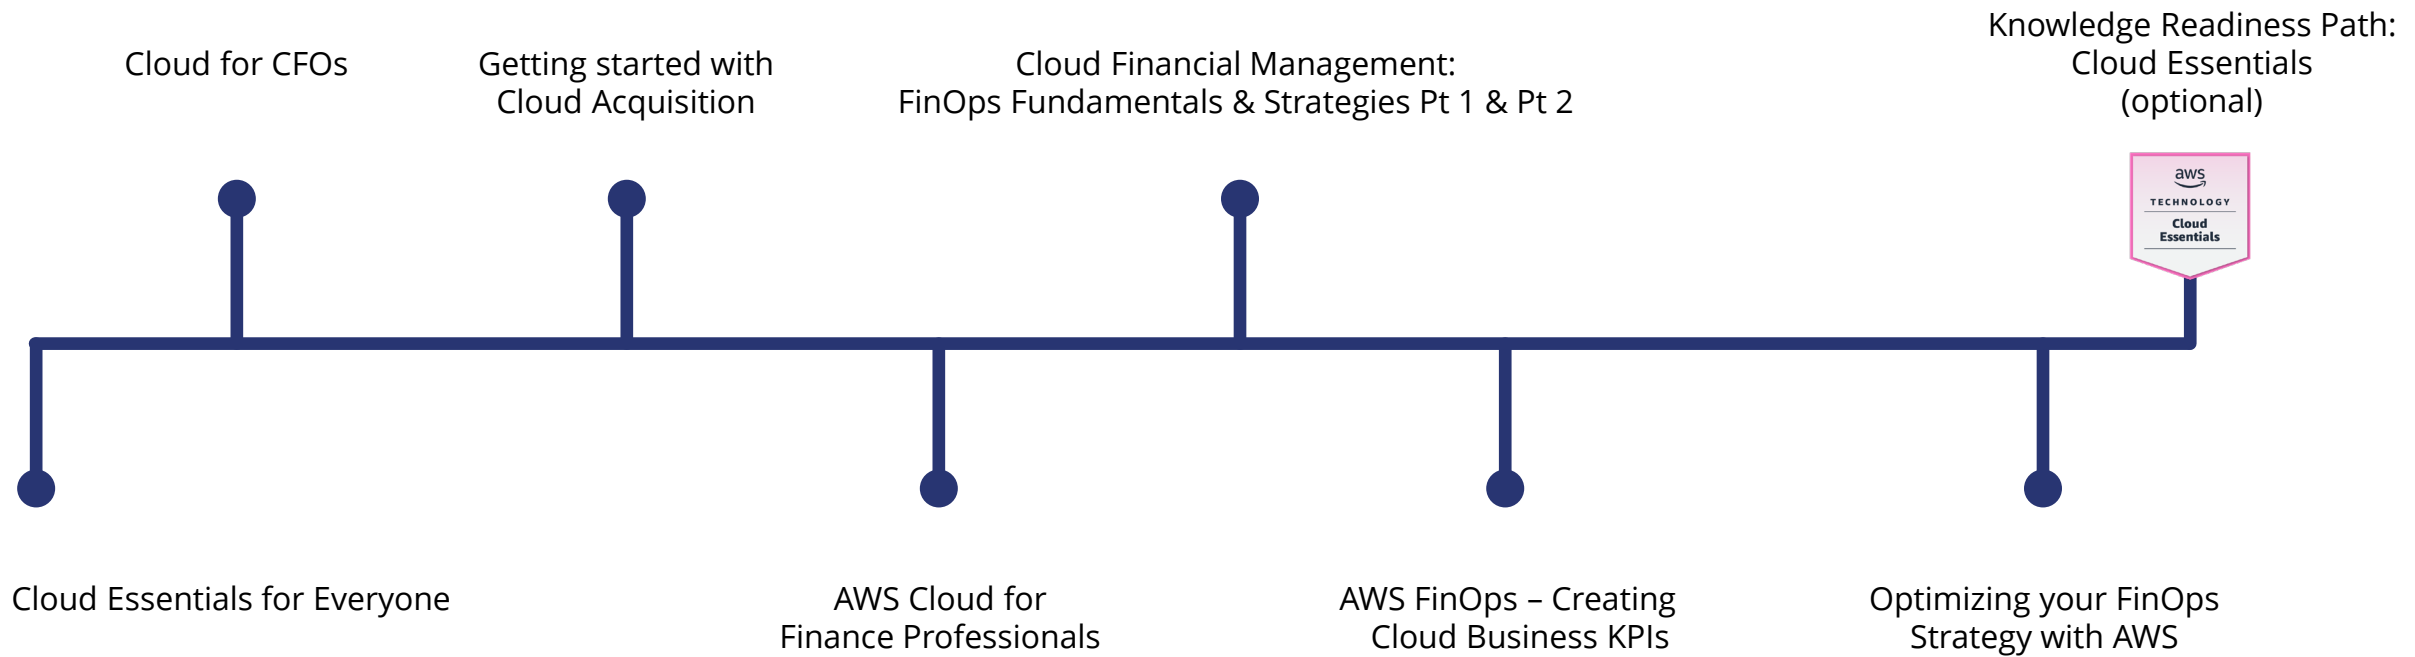 Knowledge Readiness Path:
Cloud Essentials
(optional)
Cloud for CFOs
Getting started with
Cloud Acquisition
Cloud Financial Management:
FinOps Fundamentals & Strategies Pt 1 & Pt 2
aws
TECHNOLOGY
Cloud
Essentials
Cloud Essentials for Everyone
AWS Cloud for
Finance Professionals
AWS FinOps – Creating
Cloud Business KPIs
Optimizing your FinOps
Strategy with AWS